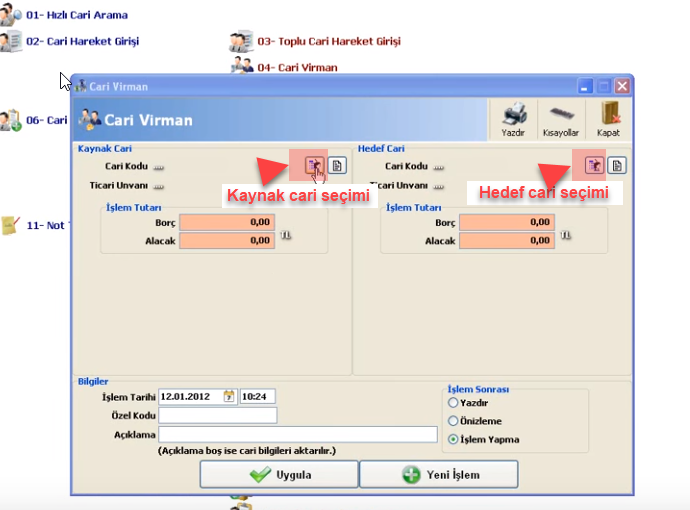 01- Hızlı Cari Arama
02- Cari Hareket Girişi
03- Toplu Cari Hareket Girişi
04- Cari Virman
06- Cari
11- Not
Cari Virman
Cari Virman
Yazdır
Kısayollar
Kapat
Kaynak Cari
Cari Kodu ....
Ticari Unvanı ....
Kaynak cari seçimi
İşlem Tutarı
Borç 0,00
Alacak 0,00
TL
Hedef Cari
Cari Kodu ....
Ticari Unvanı ....
Hedef cari seçimi
İşlem Tutarı
Borç 0,00
Alacak 0,00
TL
Bilgiler
İşlem Tarihi 12.01.2012 7 10:24
Özel Kodu
Açıklama
(Açıklama boş ise cari bilgileri aktarılır.)
İşlem Sonrası
Yazdır
Önizleme
İşlem Yapma
Uygula
Yeni İşlem